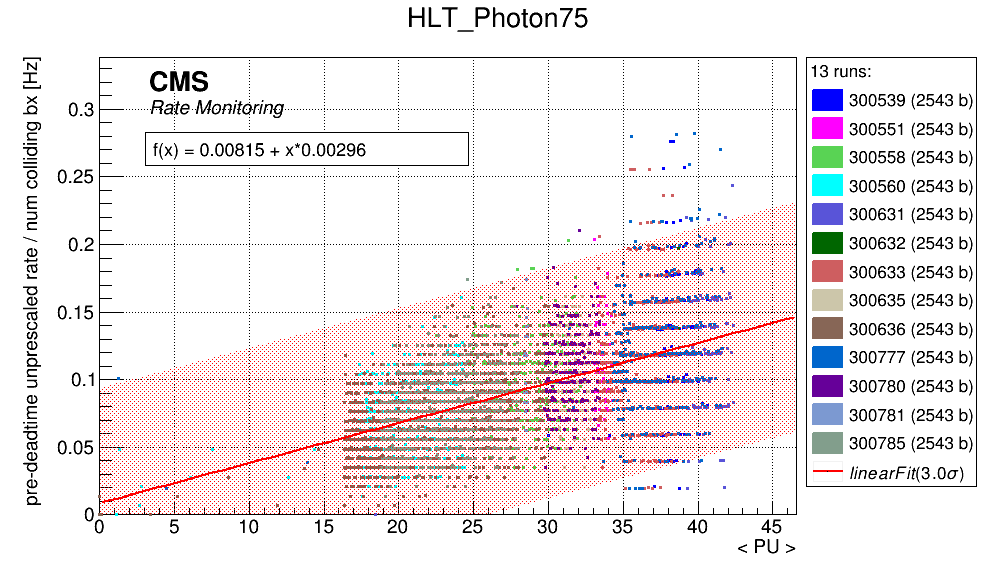 HLT_Photon75
pre-deadtime unprescaled rate / num colliding bx [Hz]
CMS
Rate Monitoring
f(x) = 0.00815 + x*0.00296
0.3
0.25
0.2
0.15
0.1
0.05
0
0 5 10 15 20 25 30 35 40 45
< PU >
13 runs:
300539 (2543 b)
300551 (2543 b)
300558 (2543 b)
300560 (2543 b)
300631 (2543 b)
300632 (2543 b)
300633 (2543 b)
300635 (2543 b)
300636 (2543 b)
300777 (2543 b)
300780 (2543 b)
300781 (2543 b)
300785 (2543 b)
linearFit(3.0σ)